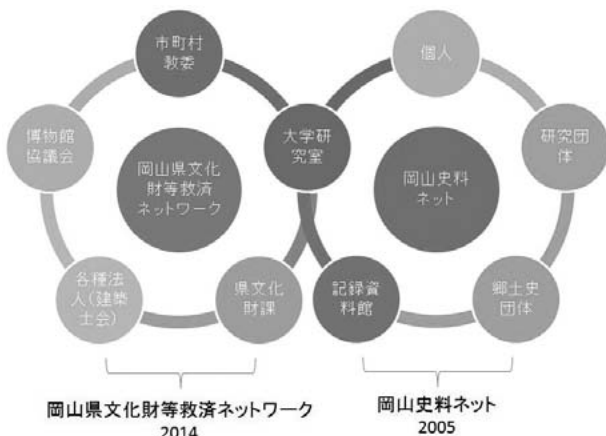 市町村
教委
個人
博物館
協議会
大学研
究室
研究団
体
岡山県文化
財等救済
ネットワーク
岡山史料
ネット
各種法
人(建築
士会)
県文化
財課
記録資
料館
郷土史
団体
岡山県文化財等救済ネットワーク
2014
岡山史料ネット
2005